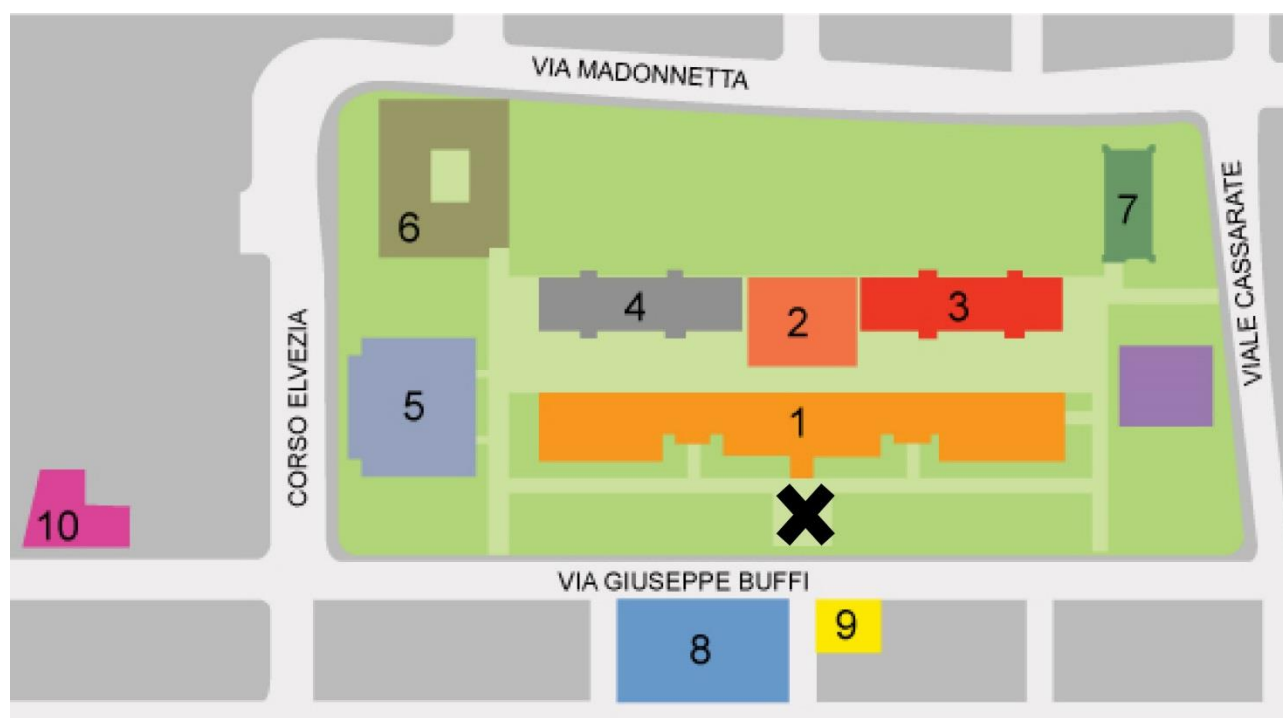 VIA MADONNETTA
6
7
VIALE CASSARATE
4
2
3
CORSO ELVEZIA
5
1
10
VIA GIUSEPPE BUFFI
8
9